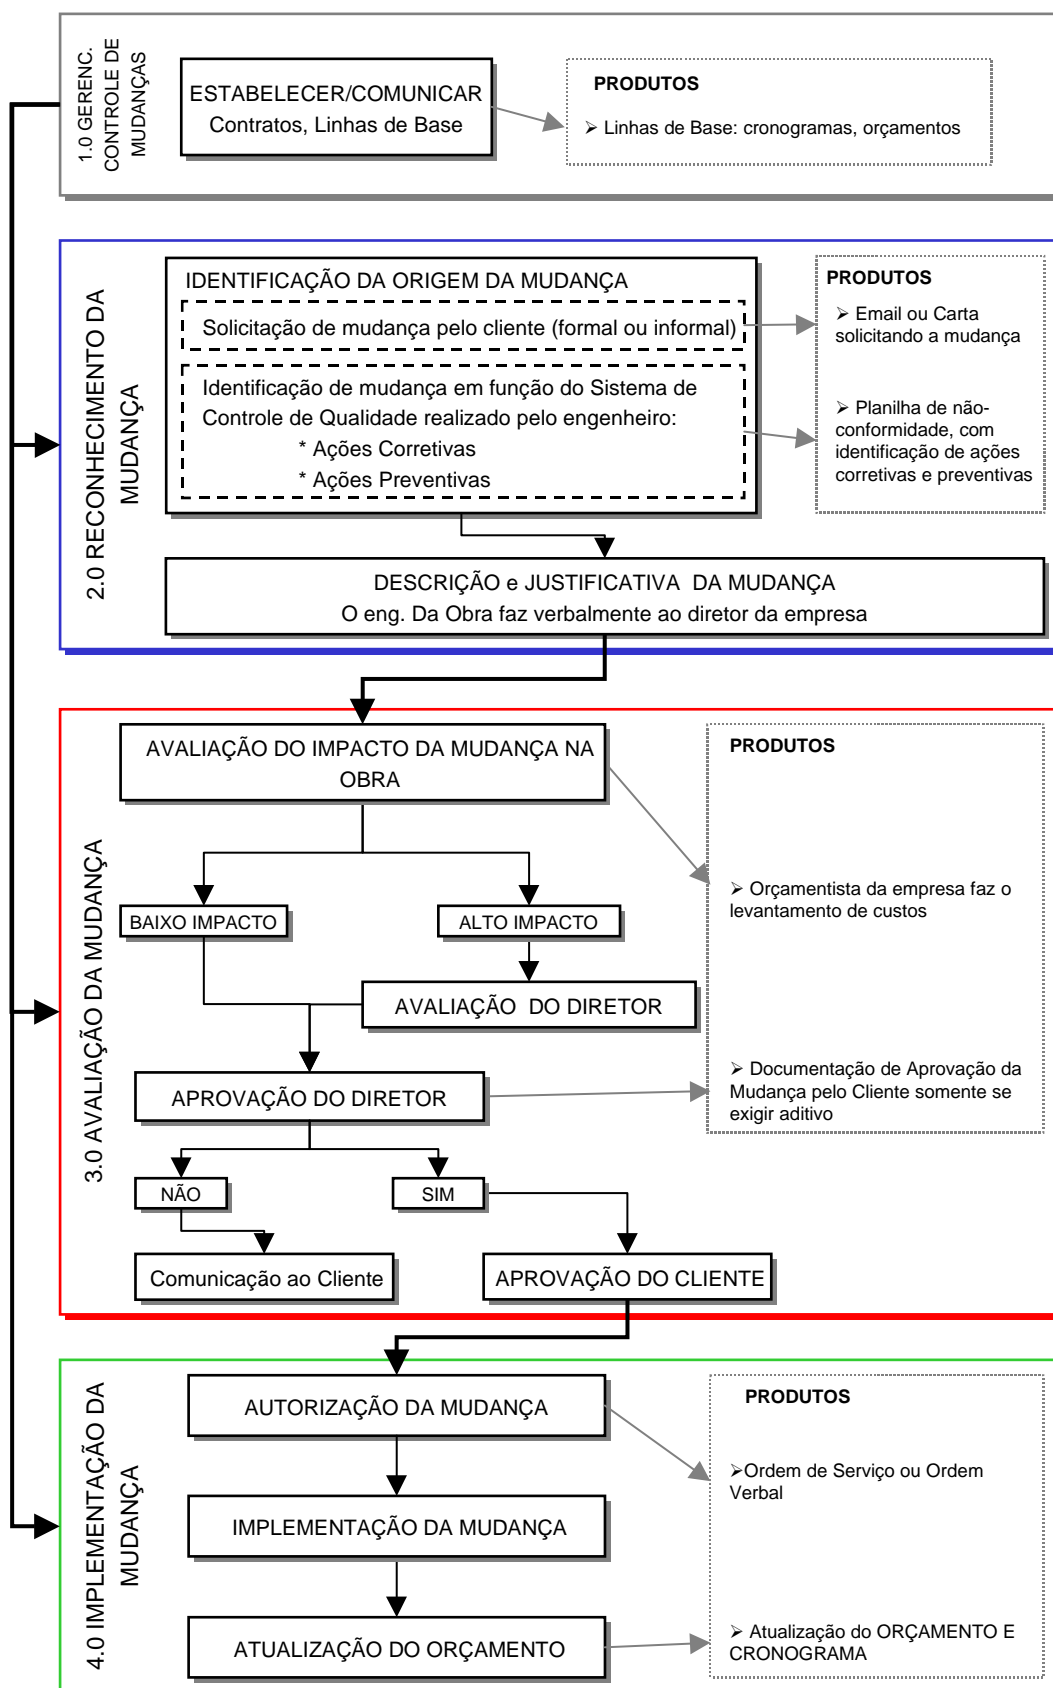 1.0 GERENC.
CONTROLE DE
MUDANÇAS
ESTABELECER/COMUNICAR
Contratos, Linhas de Base
PRODUTOS
➢ Linhas de Base: cronogramas, orçamentos
2.0 RECONHECIMENTO DA
MUDANÇA
IDENTIFICAÇÃO DA ORIGEM DA MUDANÇA
Solicitação de mudança pelo cliente (formal ou informal)
Identificação de mudança em função do Sistema de
Controle de Qualidade realizado pelo engenheiro:
* Ações Corretivas
* Ações Preventivas
PRODUTOS
➢ Email ou Carta
solicitando a mudança
➢ Planilha de não-
conformidade, com
identificação de ações
corretivas e preventivas
DESCRIÇÃO e JUSTIFICATIVA DA MUDANÇA
O eng. Da Obra faz verbalmente ao diretor da empresa
3.0 AVALIAÇÃO DA MUDANÇA
AVALIAÇÃO DO IMPACTO DA MUDANÇA NA
OBRA
BAIXO IMPACTO
ALTO IMPACTO
AVALIAÇÃO DO DIRETOR
APROVAÇÃO DO DIRETOR
NÃO
SIM
Comunicação ao Cliente
APROVAÇÃO DO CLIENTE
PRODUTOS
➢ Orçamentista da empresa faz o
levantamento de custos
➢ Documentação de Aprovação da
Mudança pelo Cliente somente se
exigir aditivo
4.0 IMPLEMENTAÇÃO DA
MUDANÇA
AUTORIZAÇÃO DA MUDANÇA
IMPLEMENTAÇÃO DA MUDANÇA
ATUALIZAÇÃO DO ORÇAMENTO
PRODUTOS
➢Ordem de Serviço ou Ordem
Verbal
➢ Atualização do ORÇAMENTO E
CRONOGRAMA